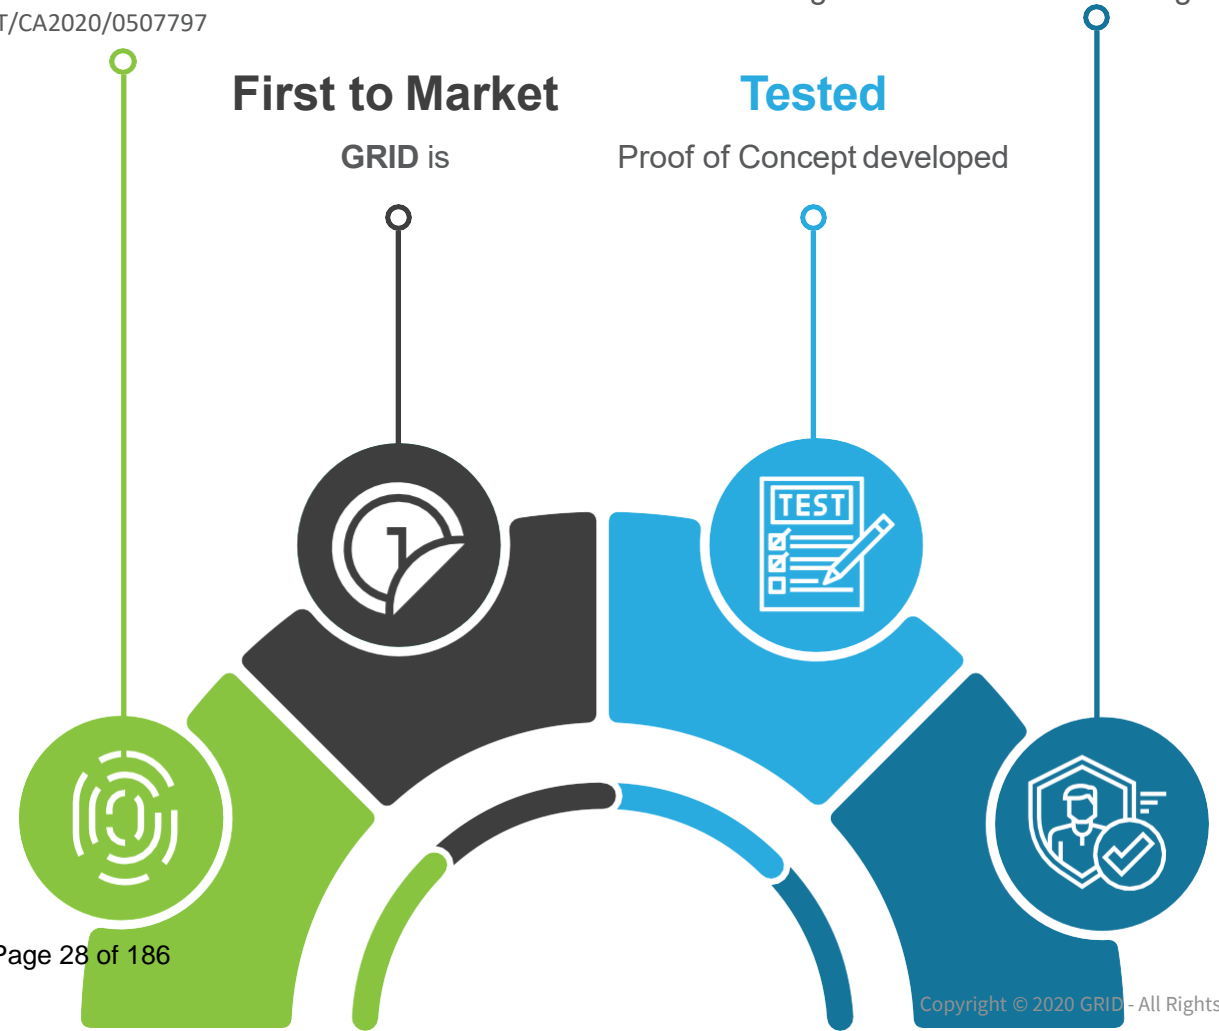 T/CA2020/0507797
First to Market
Tested
GRID is
Proof of Concept developed
TEST
1
Page 28 of 186
Copyright © 2020 GRID - All Rights